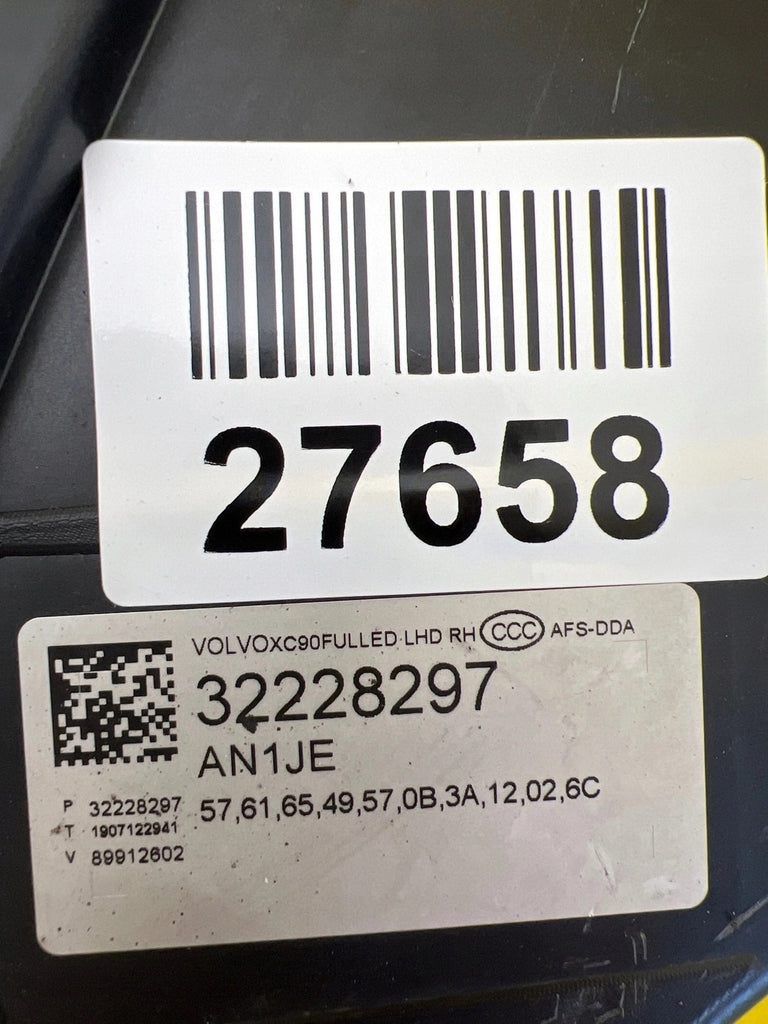 27658
VOLVOXC90FULLED LHD RH CCC AFS-DDA
32228297
AN1JE
P 32228297 57,61,65,49,57,0B,3A,12,02,6C
T 1907122941
V 89912602